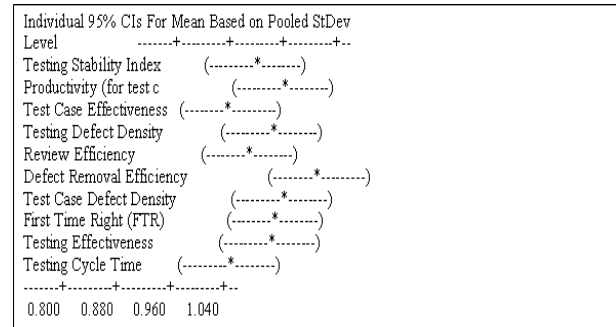 Individual 95% CIs For Mean Based on Pooled StDev
Level -------+---------+---------+---------+--
Testing Stability Index (--------*--------)
Productivity (for test c (--------*--------)
Test Case Effectiveness (--------*--------)
Testing Defect Density (---------*--------)
Review Efficiency (--------*--------)
Defect Removal Efficiency (--------*---------)
Test Case Defect Density (---------*--------)
First Time Right (FTR) (--------*--------)
Testing Effectiveness (---------*--------)
Testing Cycle Time (---------*--------)
-------+---------+---------+---------+--
0.800 0.880 0.960 1.040